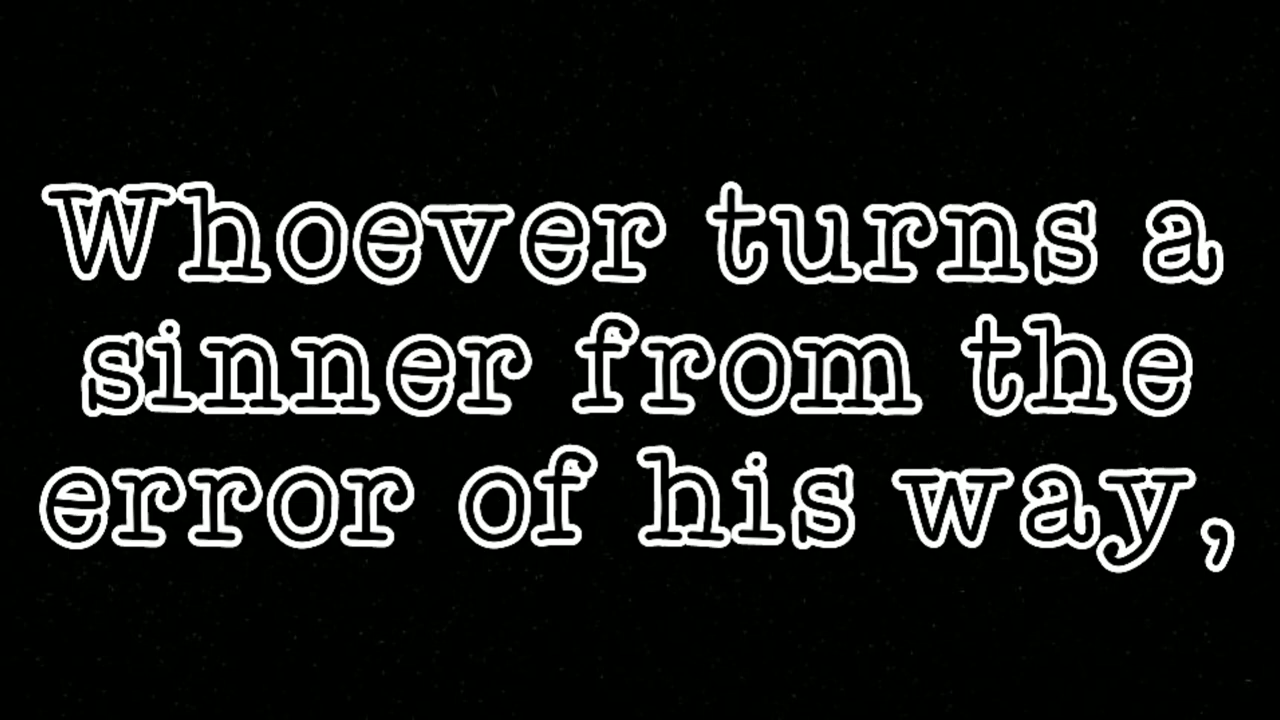 Whoever turns a
sinner from the
error of his way,